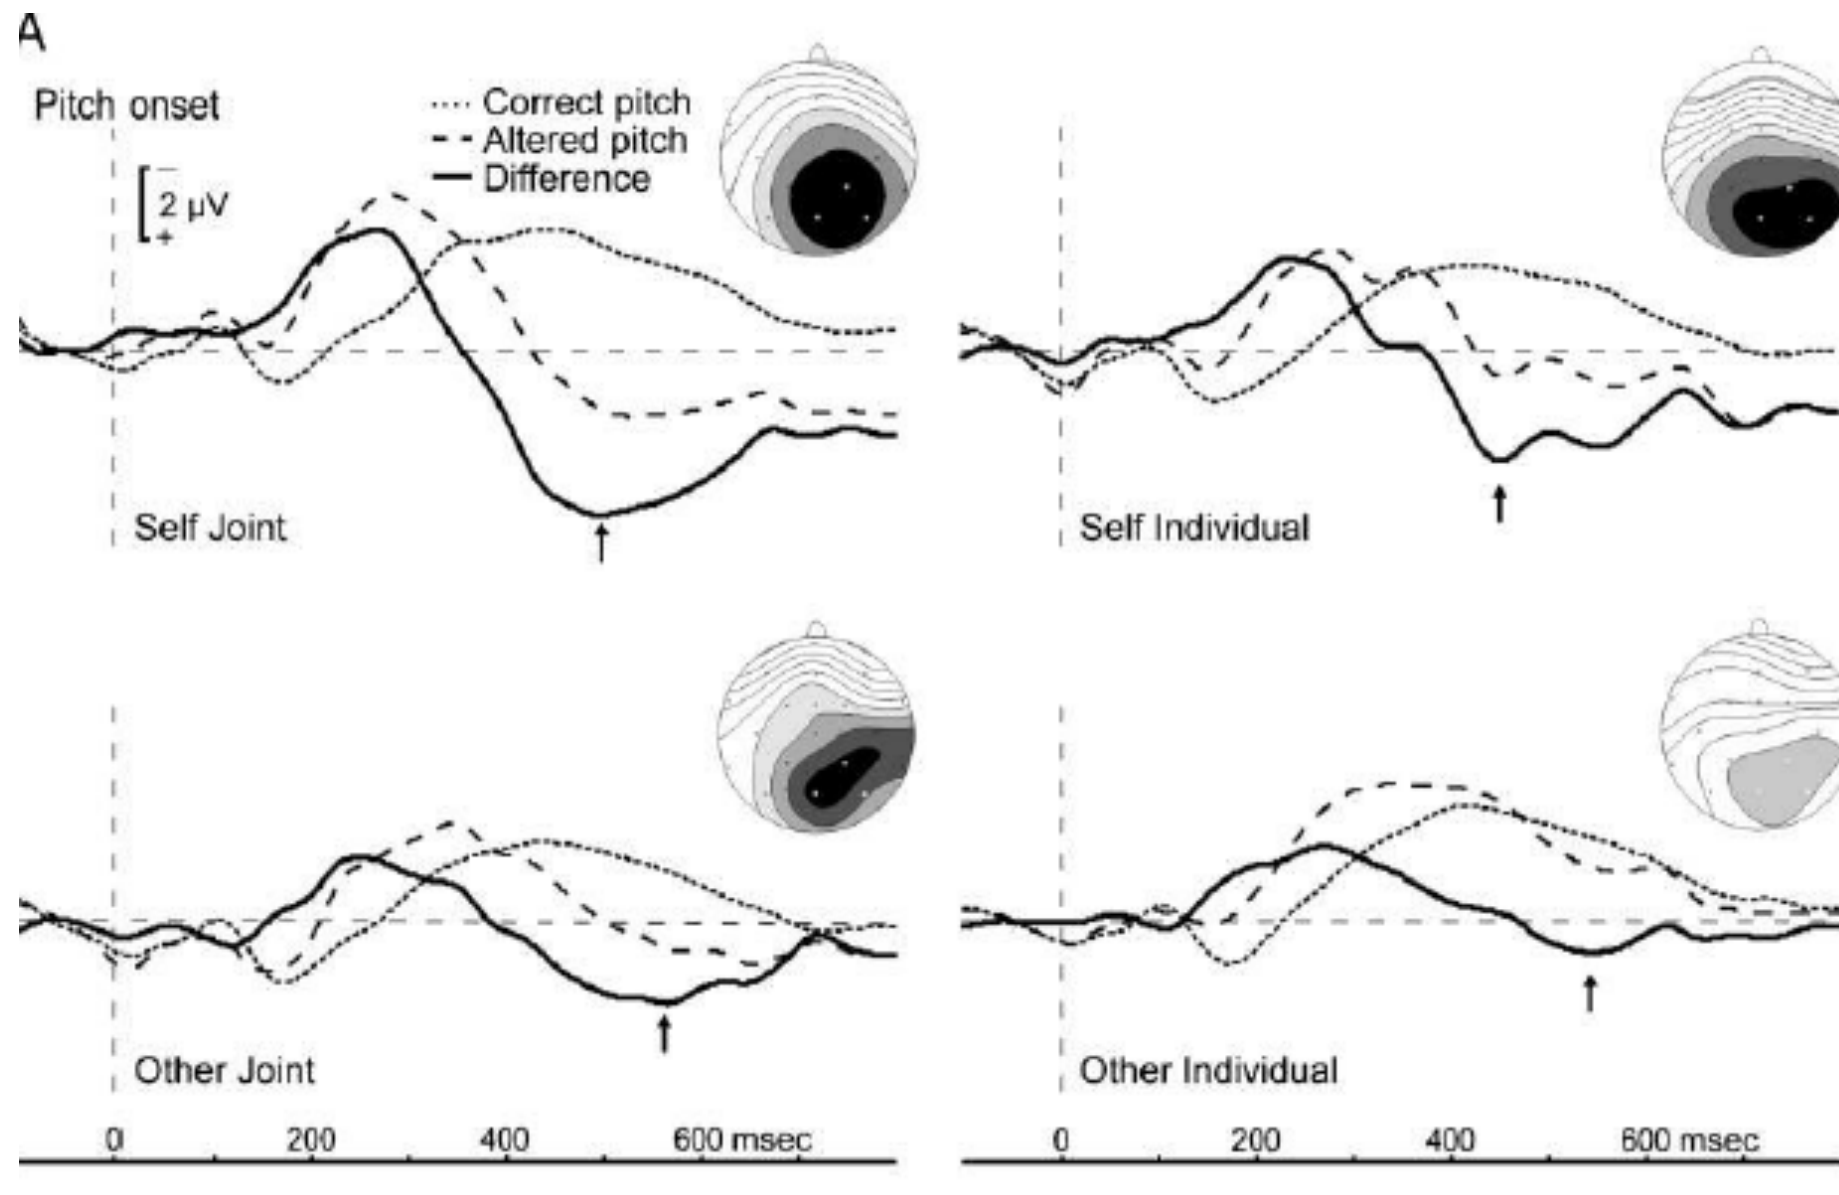 A
Pitch onset
Correct pitch
Altered pitch
Difference
−
2 µV
+
Self Joint
Self Individual
Other Joint
Other Individual
0 200 400 600 msec
0 200 400 600 msec